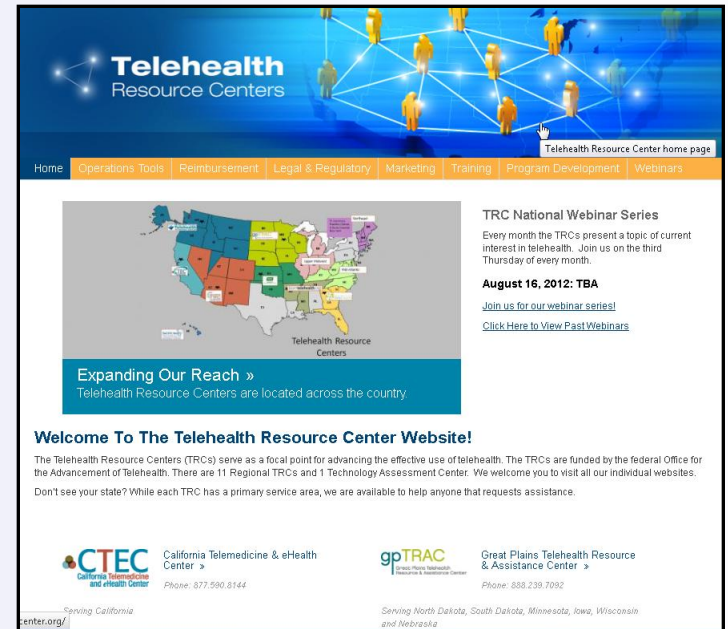 Telehealth
Resource Centers
Telehealth Resource Center home page
Home Operations Tools Reimbursement Legal & Regulatory Marketing Training Program Development Webinars
Telehealth Resource
Centers
Expanding Our Reach »
Telehealth Resource Centers are located across the country.
TRC National Webinar Series
Every month the TRCs present a topic of current
interest in telehealth. Join us on the third
Thursday of every month.
August 16, 2012: TBA
Join us for our webinar series!
Click Here to View Past Webinars
Welcome To The Telehealth Resource Center Website!
The Telehealth Resource Centers (TRCs) serve as a focal point for advancing the effective use of telehealth. The TRCs are funded by the federal Office for
the Advancement of Telehealth. There are 11 Regional TRCs and 1 Technology Assessment Center. We welcome you to visit all our individual websites.
Don't see your state? While each TRC has a primary service area, we are available to help anyone that requests assistance.
CTEC
California Telemedicine
and eHealth Center
California Telemedicine & eHealth
Center »
Phone: 877.590.8144
Serving California
gpTRAC
Great Plains Telehealth
Resource & Assistance Center
Great Plains Telehealth Resource
& Assistance Center »
Phone: 888.239.7092
Serving North Dakota, South Dakota, Minnesota, Iowa, Wisconsin
and Nebraska
center.org/